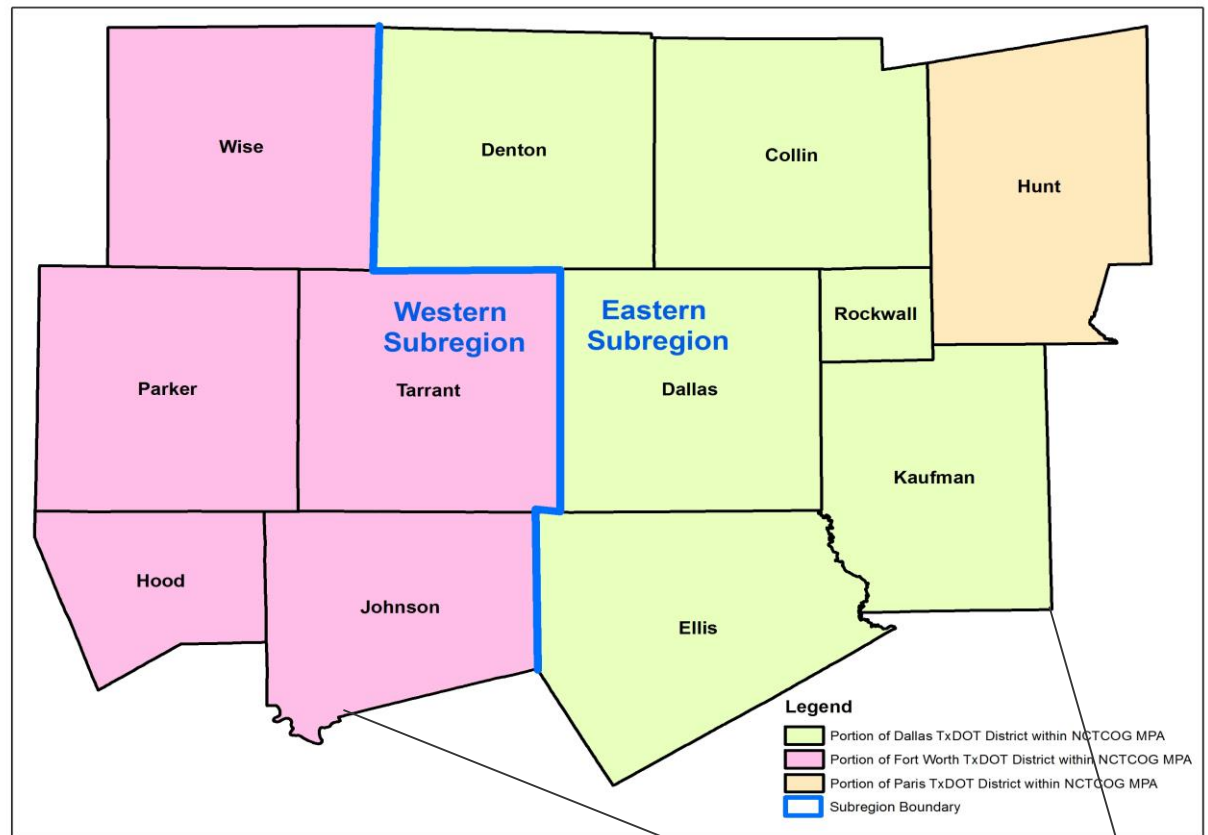 Wise
Denton
Collin
Hunt
Western
Subregion
Eastern
Subregion
Rockwall
Parker
Tarrant
Dallas
Kaufman
Hood
Johnson
Ellis
Legend
Portion of Dallas TxDOT District within NCTCOG MPA
Portion of Fort Worth TxDOT District within NCTCOG MPA
Portion of Paris TxDOT District within NCTCOG MPA
Subregion Boundary